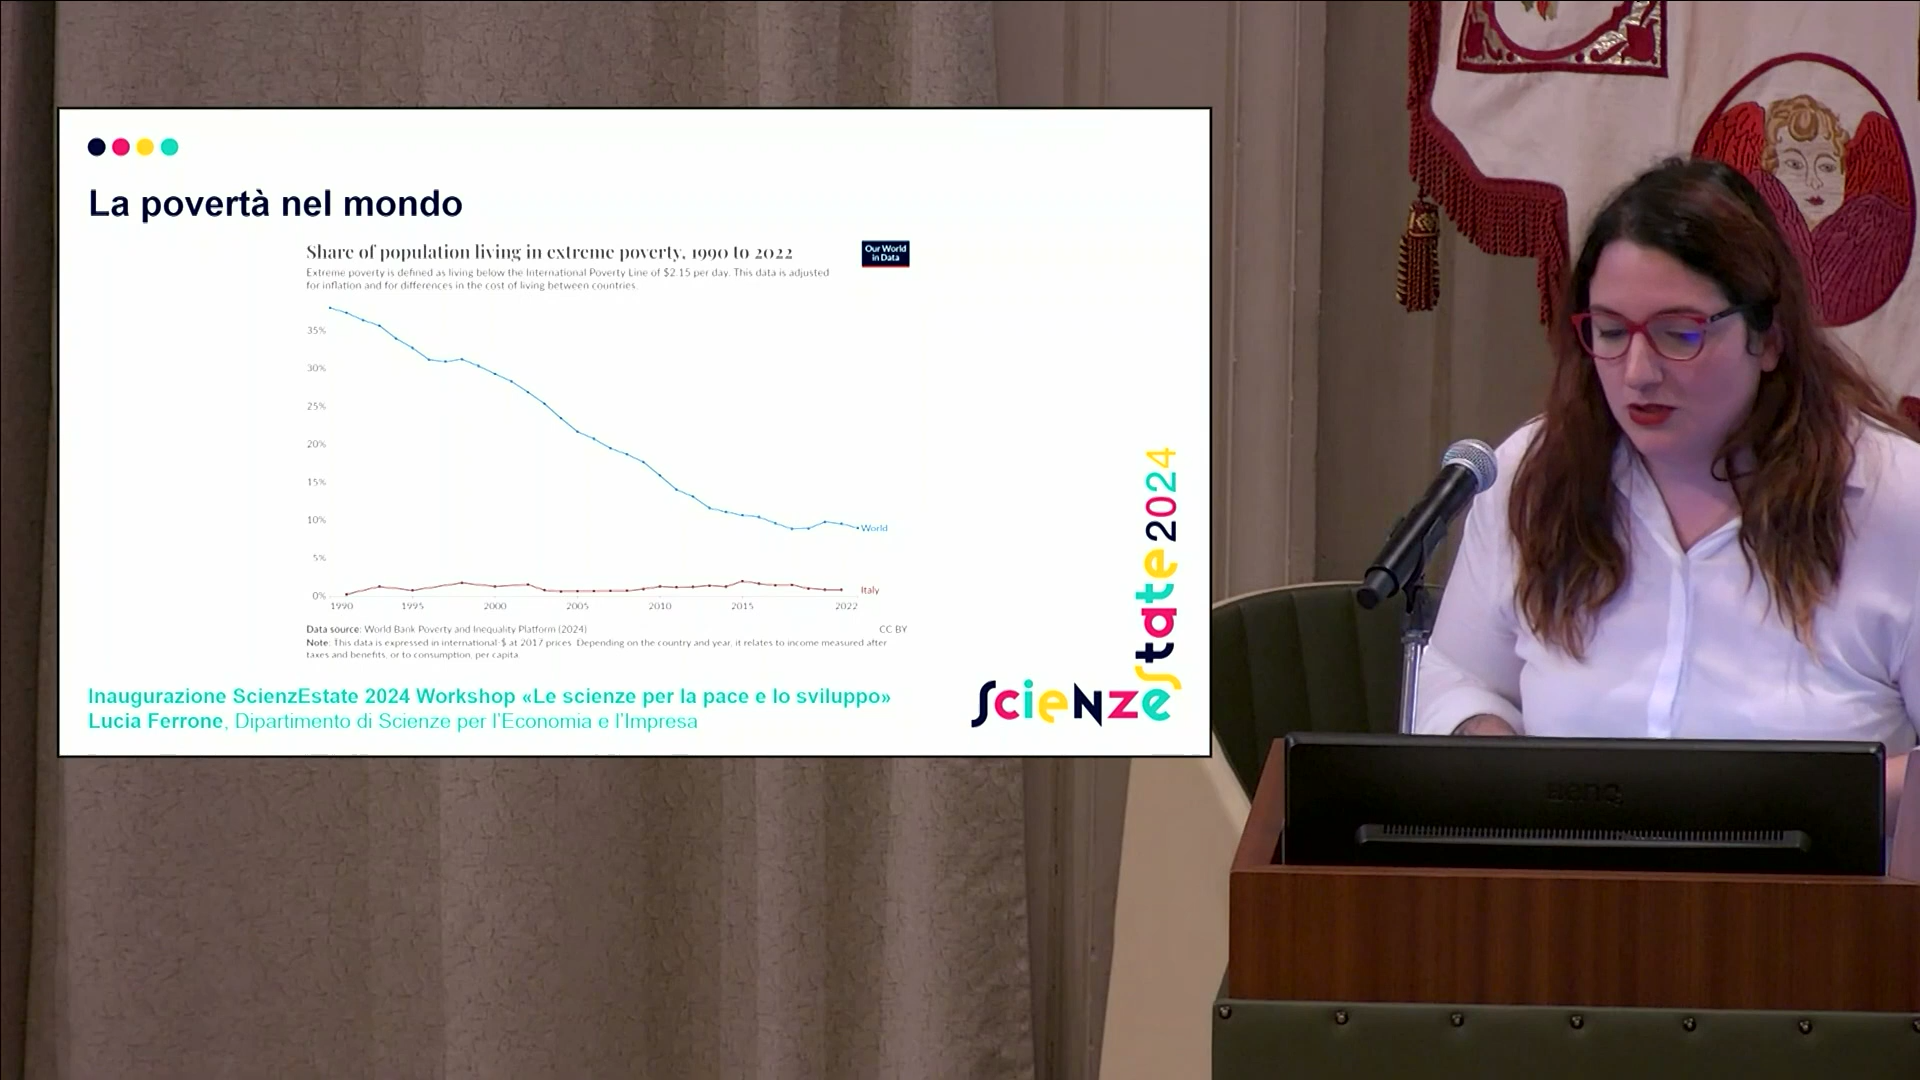 La povertà nel mondo
Share of population living in extreme poverty, 1990 to 2022
Our World
in Data
Extreme poverty is defined as living below the International Poverty Line of $2.15 per day. This data is adjusted
for inflation and for differences in the cost of living between countries.
35%
30%
25%
20%
15%
10%
5%
0%
World
Italy
1990 1995 2000 2005 2010 2015 2022
Data source: World Bank Poverty and Inequality Platform (2024)
CC BY
Note: This data is expressed in international-$ at 2017 prices. Depending on the country and year, it relates to income measured after
taxes and benefits, or to consumption, per capita.
Inaugurazione ScienzEstate 2024 Workshop «Le scienze per la pace e lo sviluppo»
Lucia Ferrone, Dipartimento di Scienze per l'Economia e l'Impresa
ScieNzEstate2024
BenQ